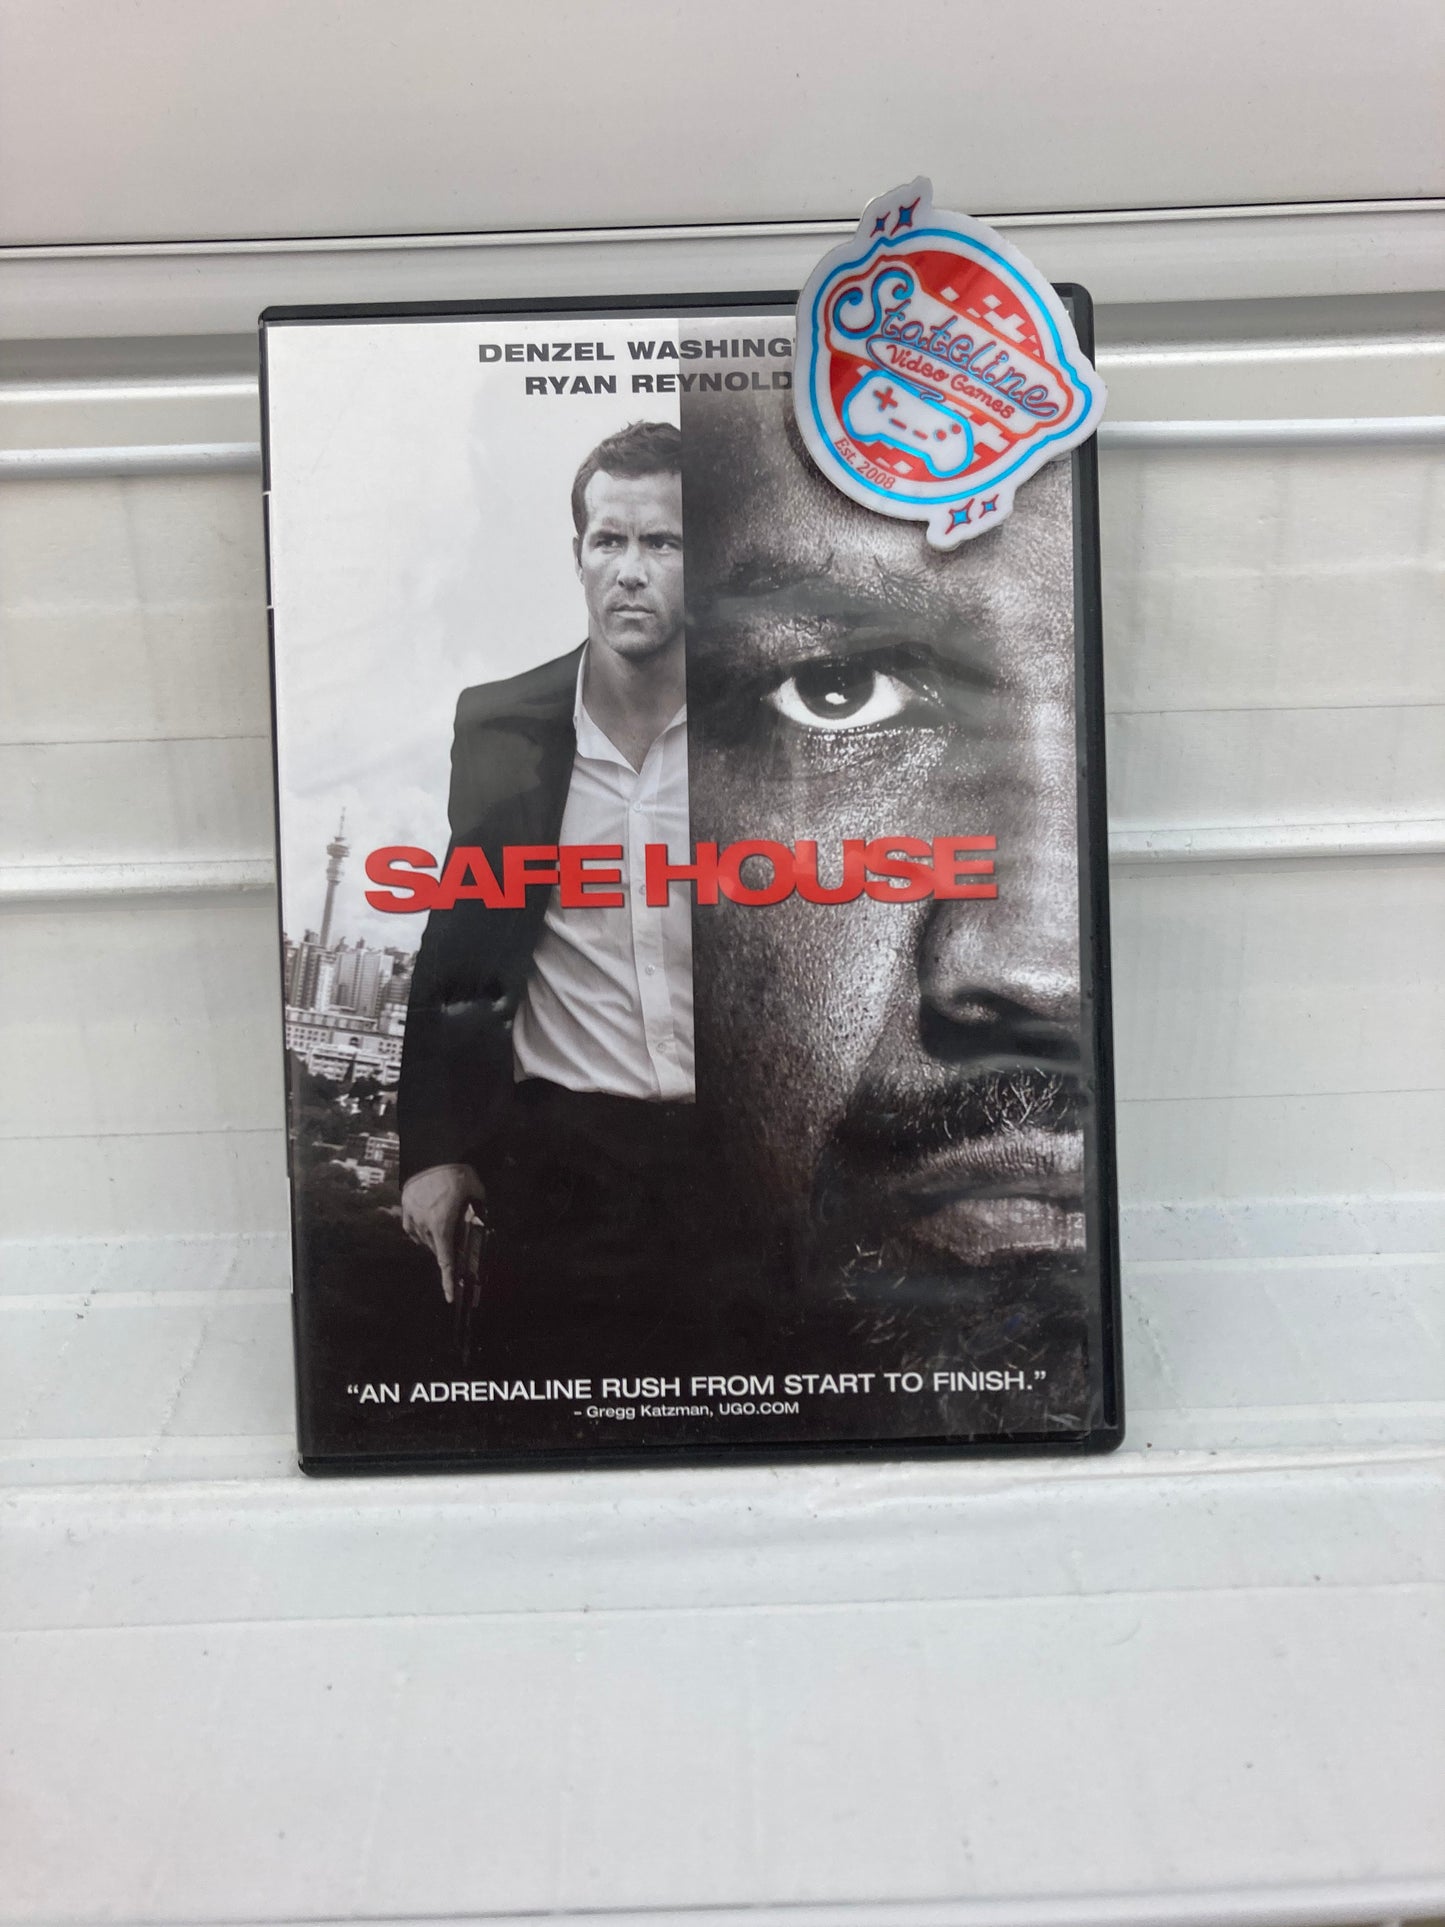 DENZEL WASHING
RYAN REYNOLD
Stateline
Video Games
Est. 2008
SAFE HOUSE
“AN ADRENALINE RUSH FROM START TO FINISH.”
– Gregg Katzman, UGO.COM